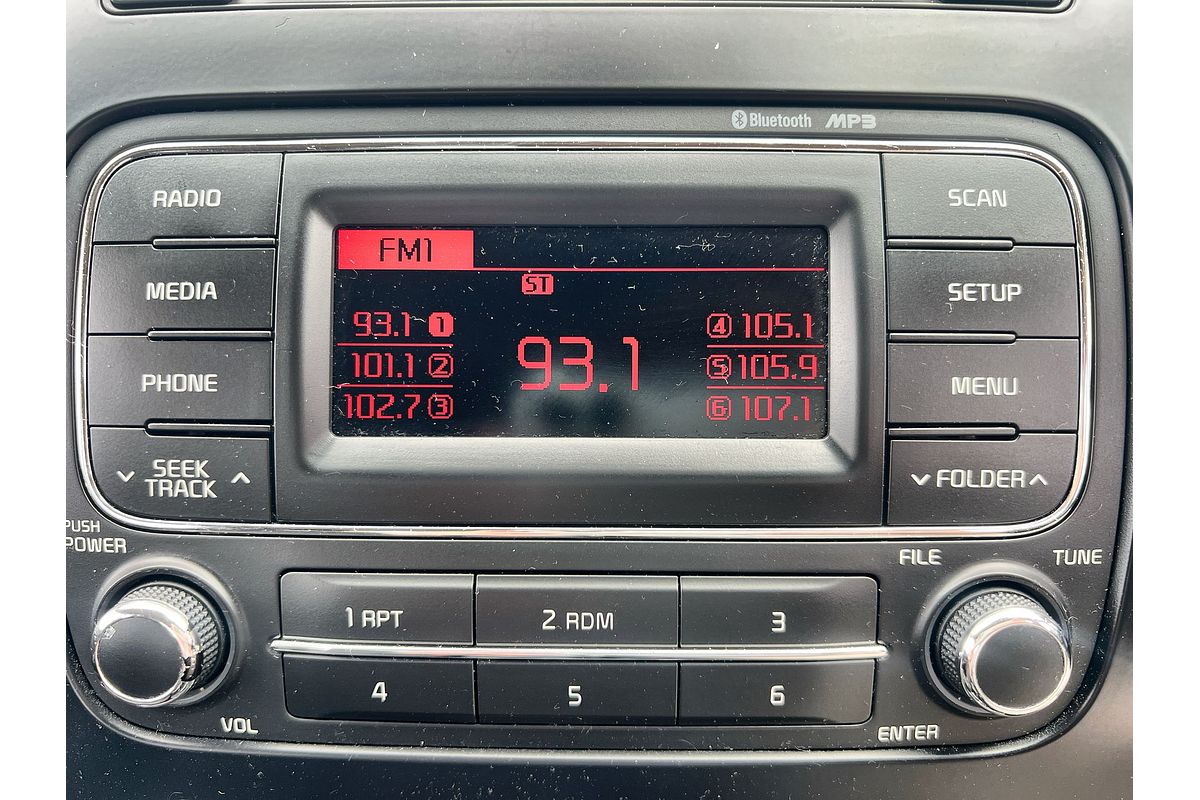 Bluetooth MP3
RADIO
MEDIA
PHONE
SEEK
TRACK
FM1
ST
93.1 1
101.1 2
102.7 3
93.1
4 105.1
5 105.9
6 107.1
SCAN
SETUP
MENU
FOLDER
PUSH
POWER
VOL
1 RPT
2 RDM
3
4
5
6
FILE
TUNE
ENTER